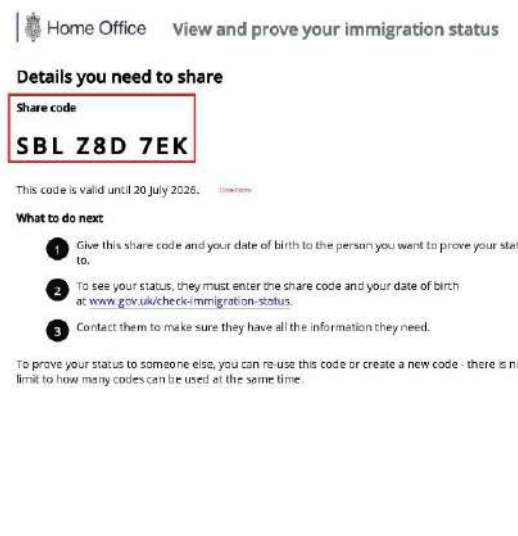 Home Office
View and prove your immigration status
Details you need to share
Share code
SBL Z8D 7EK
This code is valid until 20 July 2026.
What to do next
1 Give this share code and your date of birth to the person you want to prove your stat
to.
2 To see your status, they must enter the share code and your date of birth
at www.gov.uk/check-immigration-status.
3 Contact them to make sure they have all the information they need.
To prove your status to someone else, you can re-use this code or create a new code - there is n
limit to how many codes can be used at the same time.